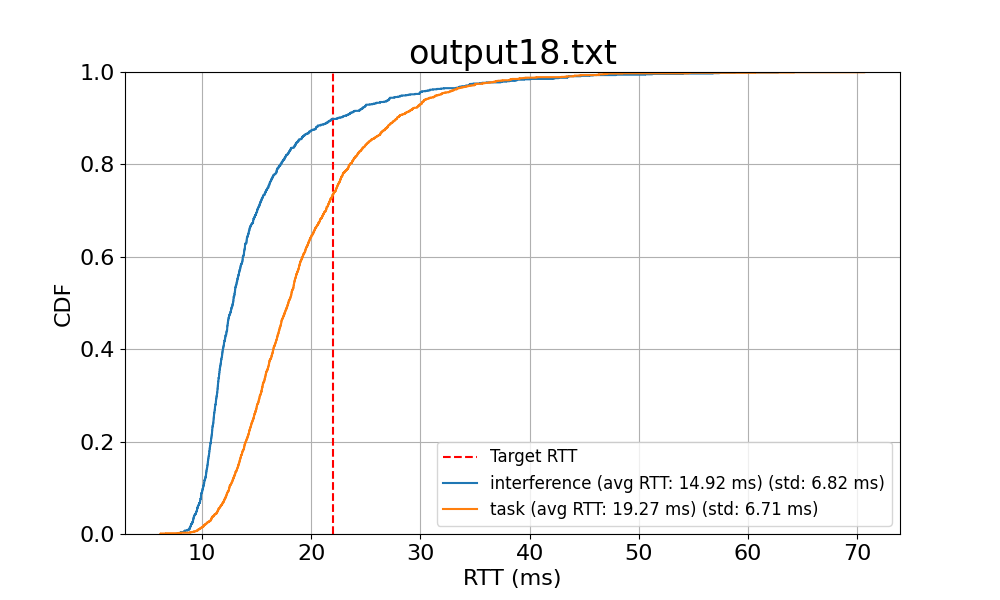 output18.txt
1.0
0.8
0.6
0.4
0.2
0.0
CDF
Target RTT
interference (avg RTT: 14.92 ms) (std: 6.82 ms)
task (avg RTT: 19.27 ms) (std: 6.71 ms)
10 20 30 40 50 60 70
RTT (ms)